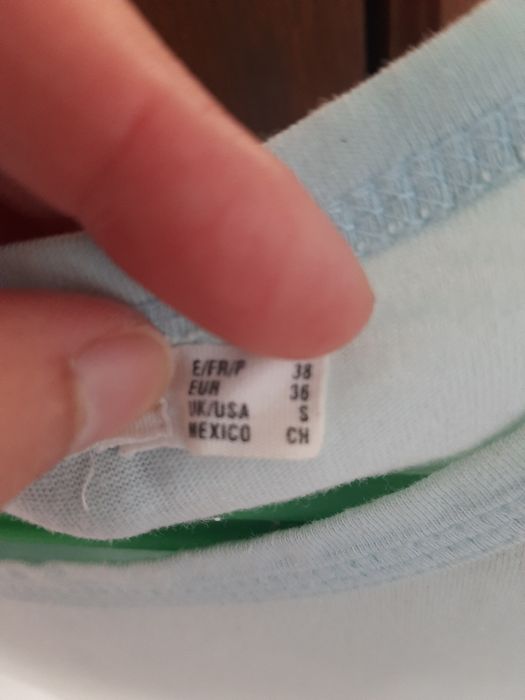 E/FR/P 38
EUR 36
UK/USA S
MEXICO CH